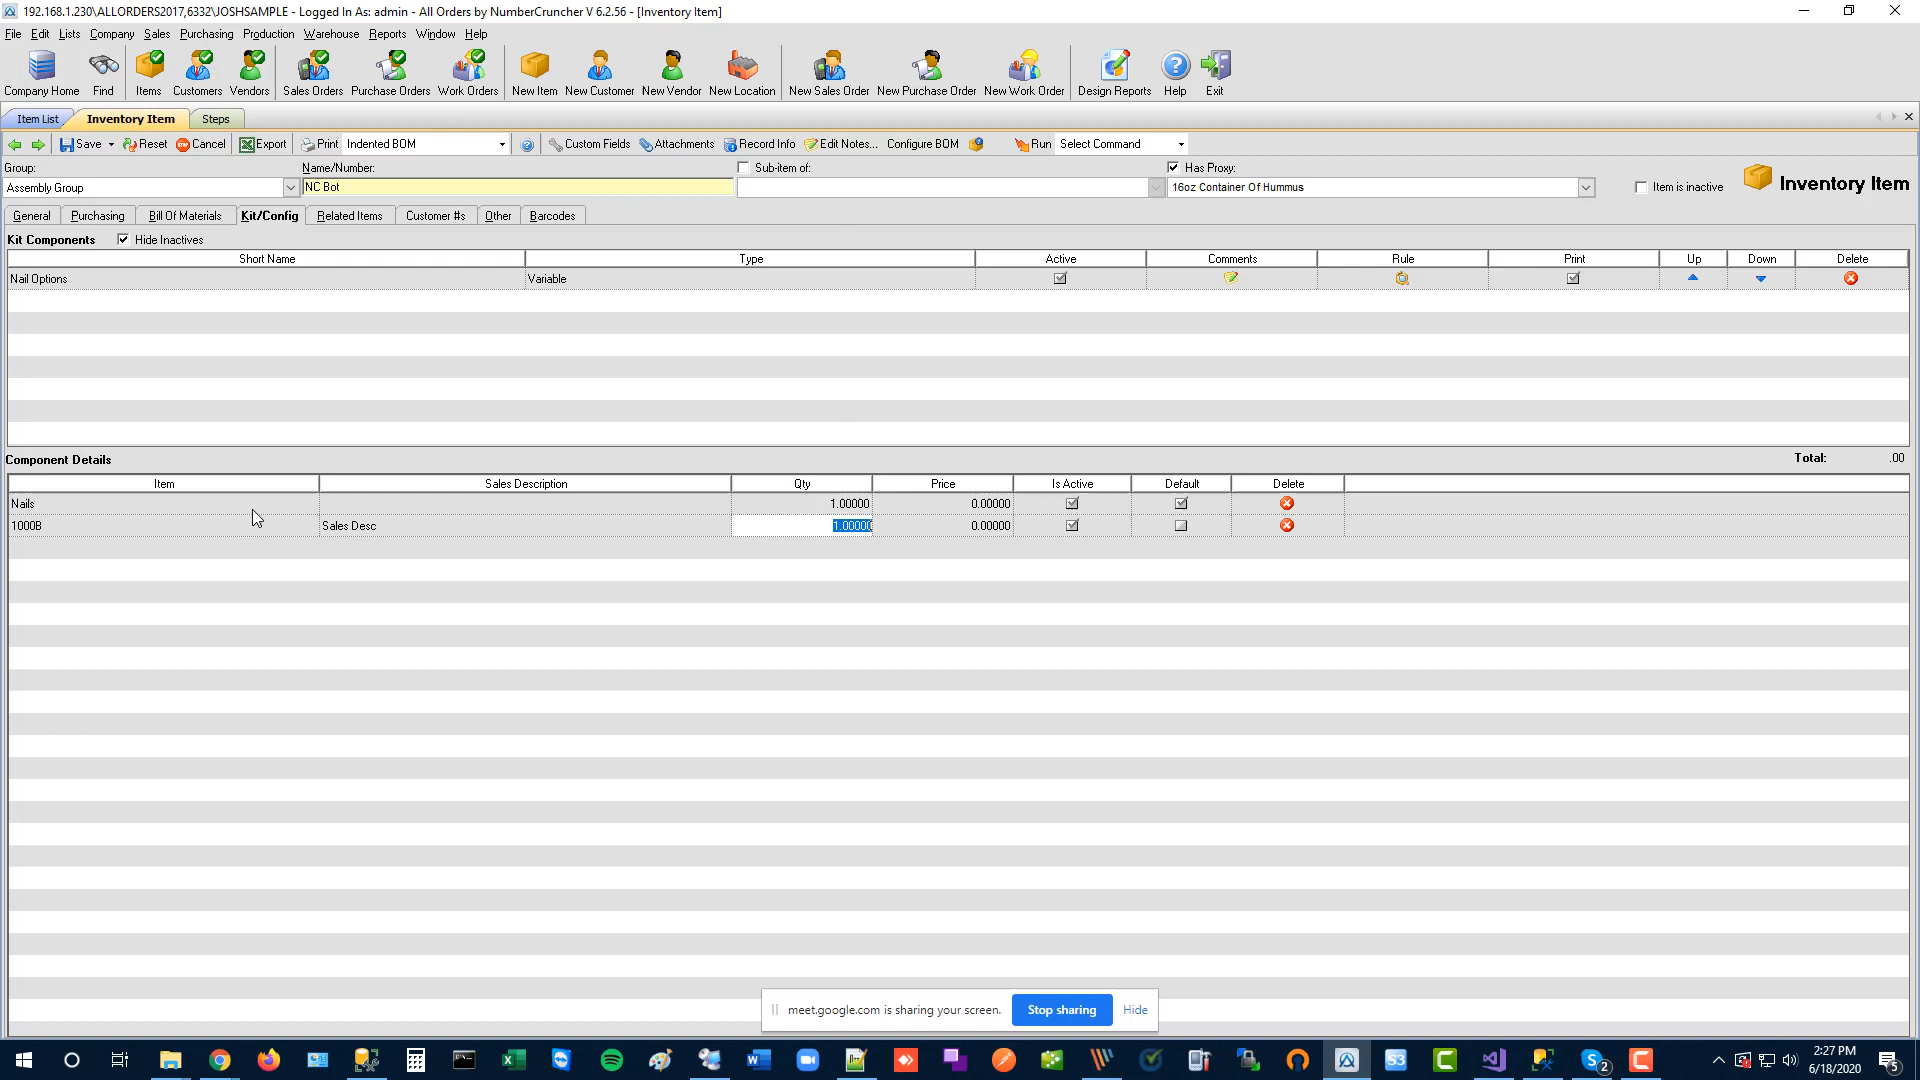 192.168.1.230\ALLORDERS2017,6332\JOSHSAMPLE - Logged In As: admin - All Orders by NumberCruncher V 6.2.56 - [Inventory Item]
File Edit Lists Company Sales Purchasing Production Warehouse Reports Window Help
Company Home Find Items Customers Vendors Sales Orders Purchase Orders Work Orders New Item New Customer New Vendor New Location New Sales Order New Purchase Order New Work Order Design Reports Help Exit
Item List Inventory Item Steps
Save Reset Cancel Export Print Indented BOM Custom Fields Attachments Record Info Edit Notes... Configure BOM Run Select Command
Group: Name/Number: Sub-item of: Has Proxy:
Assembly Group NC Bot 16oz Container Of Hummus Item is inactive Inventory Item
General Purchasing Bill Of Materials Kit/Config Related Items Customer #s Other Barcodes
Kit Components Hide Inactives
Short Name Type Active Comments Rule Print Up Down Delete
Nail Options Variable
Component Details Total: .00
Item Sales Description Qty Price Is Active Default Delete
Nails 1.00000 0.00000
1000B Sales Desc 1.00000 0.00000
meet.google.com is sharing your screen. Stop sharing Hide
2:27 PM
6/18/2020